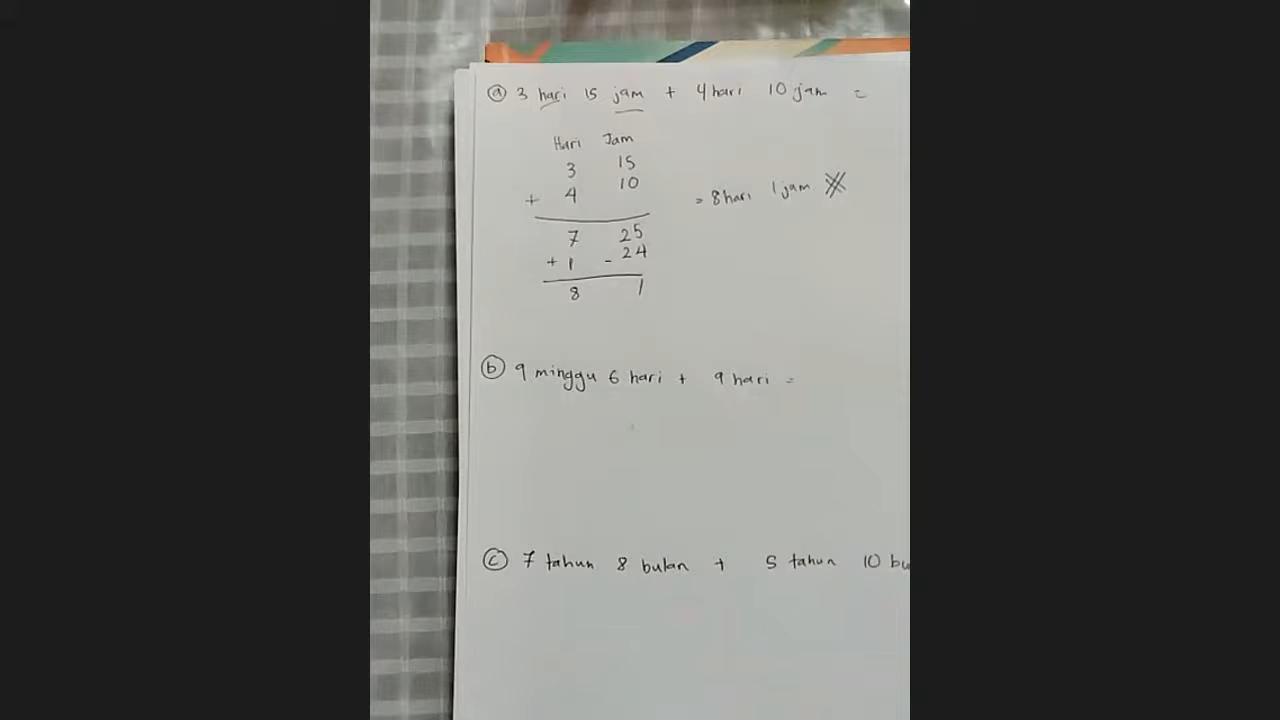 a 3 hari 15 jam + 4 hari 10 jam =
Hari Jam
3 15
+ 4 10
= 8 hari 1 jam
7 25
+ 1 - 24
8 1
b 9 minggu 6 hari + 9 hari =
c 7 tahun 8 bulan + 5 tahun 10 bu